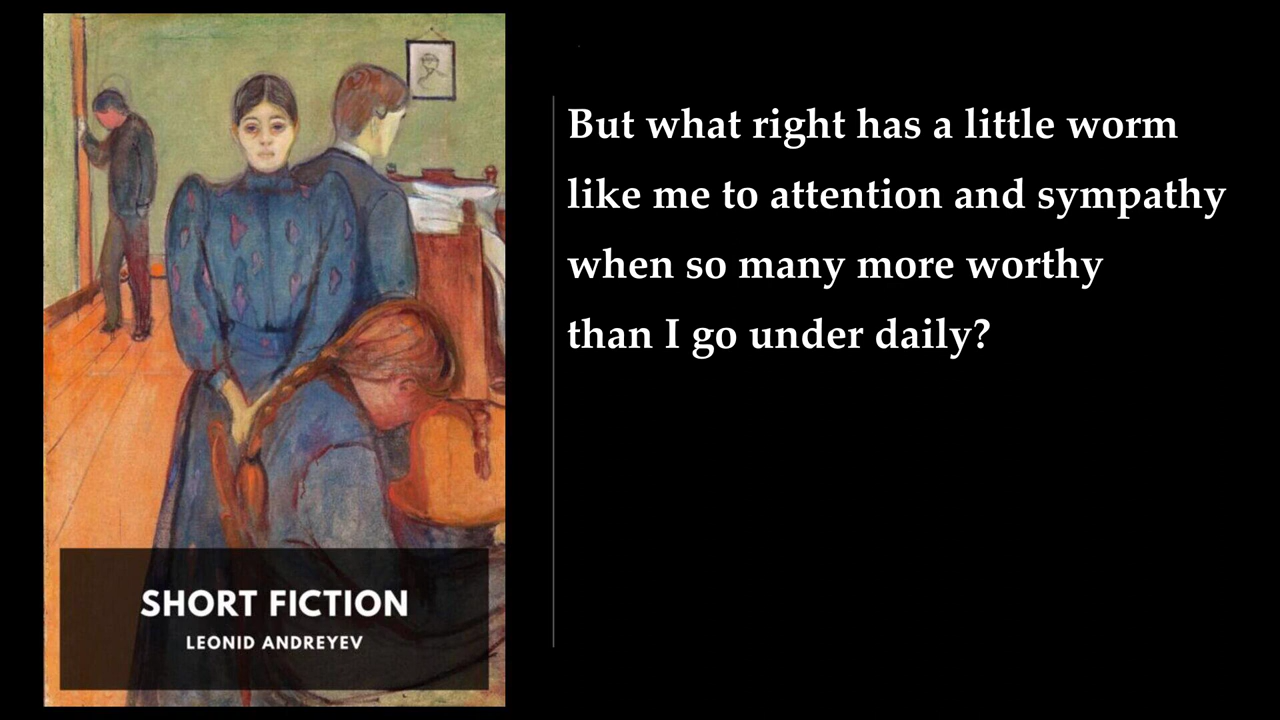 But what right has a little worm
like me to attention and sympathy
when so many more worthy
than I go under daily?
SHORT FICTION
LEONID ANDREYEV